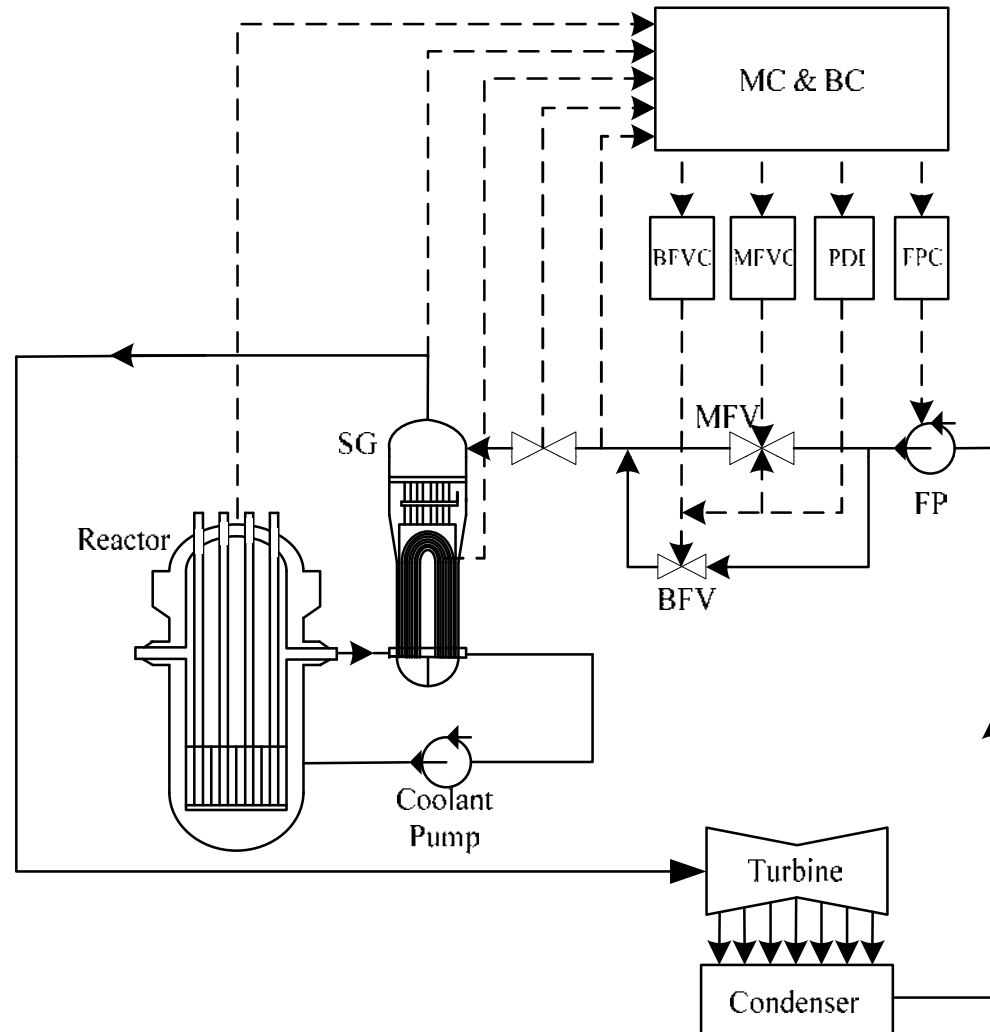 MC & BC
BFVC
MFVC
PDI
FPC
MFV
SG
FP
Reactor
BFV
Coolant
Pump
Turbine
Condenser